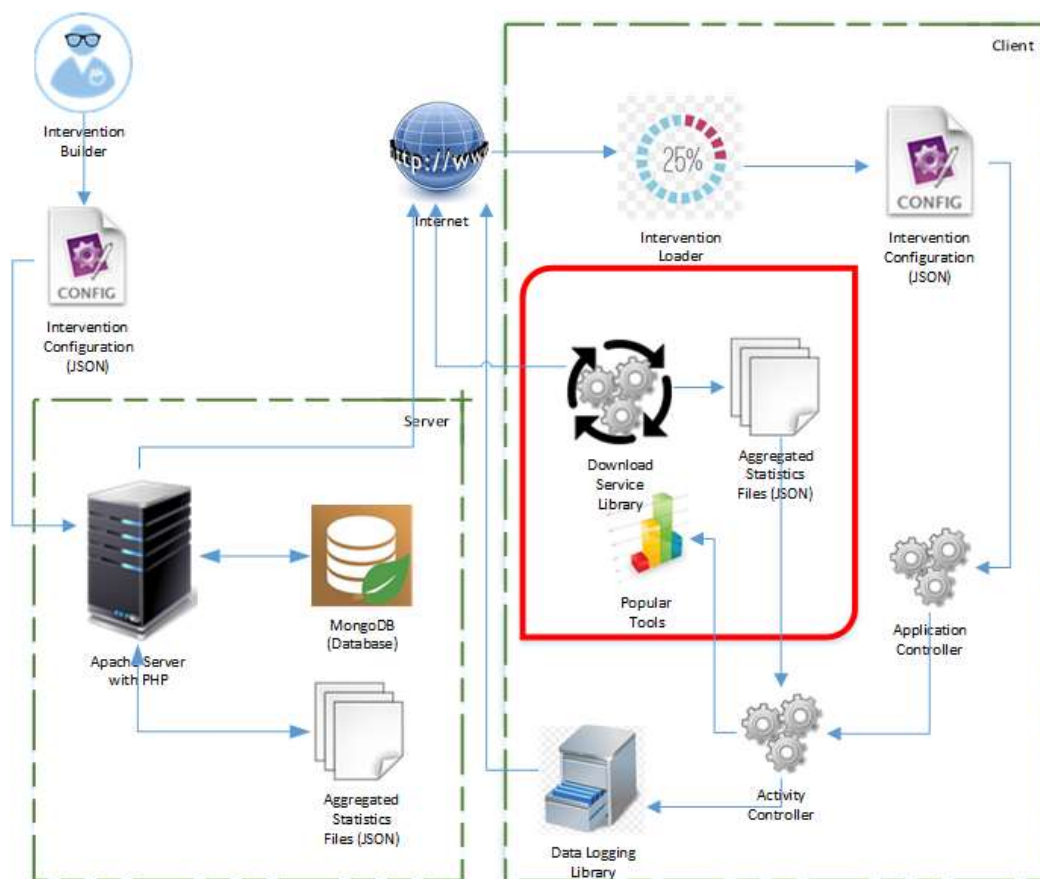 Client
Intervention
Builder
http://www
Internet
25%
Intervention
Loader
CONFIG
Intervention
Configuration
(JSON)
CONFIG
Intervention
Configuration
(JSON)
Server
Download
Service
Library
Aggregated
Statistics
Files (JSON)
Popular
Tools
Apache Server
with PHP
MongoDB
(Database)
Application
Controller
Aggregated
Statistics
Files (JSON)
Activity
Controller
Data Logging
Library